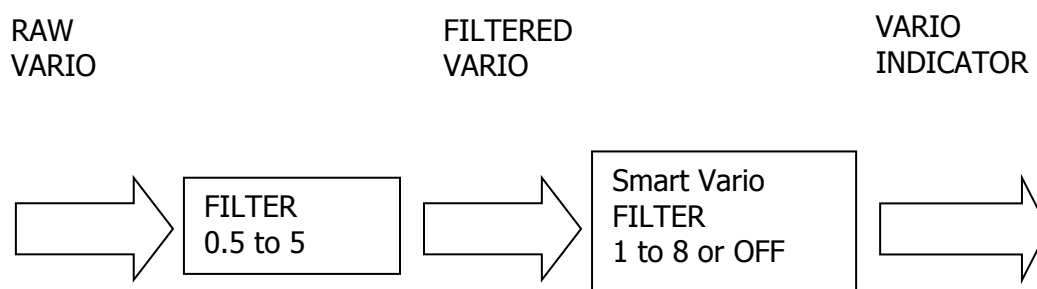 RAW
VARIO
FILTERED
VARIO
VARIO
INDICATOR
FILTER
0.5 to 5
Smart Vario
FILTER
1 to 8 or OFF